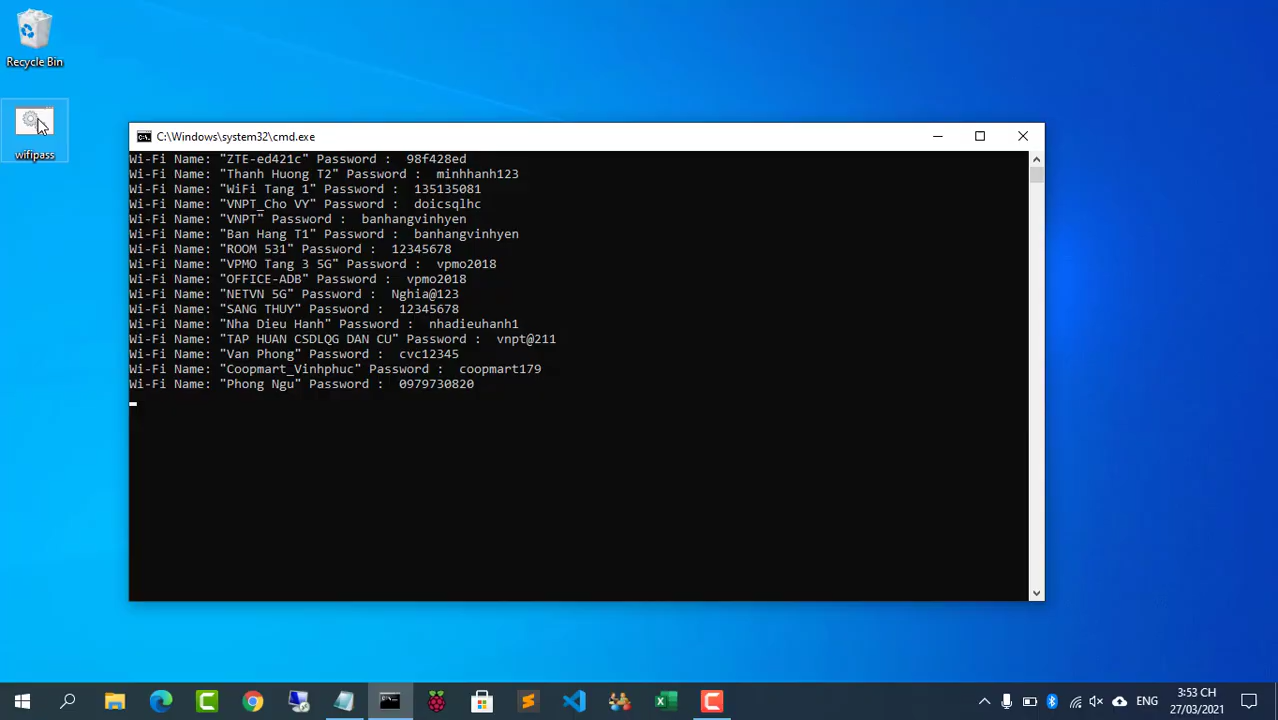 Recycle Bin
wifipass
C:\Windows\system32\cmd.exe
Wi-Fi Name: "ZTE-ed421c" Password :  98f428ed
Wi-Fi Name: "Thanh Huong T2" Password :  minhhanh123
Wi-Fi Name: "WiFi Tang 1" Password :  135135081
Wi-Fi Name: "VNPT_Cho VY" Password :  doicsqlhc
Wi-Fi Name: "VNPT" Password :  banhangvinhyen
Wi-Fi Name: "Ban Hang T1" Password :  banhangvinhyen
Wi-Fi Name: "ROOM 531" Password :  12345678
Wi-Fi Name: "VPMO Tang 3 5G" Password :  vpmo2018
Wi-Fi Name: "OFFICE-ADB" Password :  vpmo2018
Wi-Fi Name: "NETVN 5G" Password :  Nghia@123
Wi-Fi Name: "SANG THUY" Password :  12345678
Wi-Fi Name: "Nha Dieu Hanh" Password :  nhadieuhanh1
Wi-Fi Name: "TAP HUAN CSDLQG DAN CU" Password :  vnpt@211
Wi-Fi Name: "Van Phong" Password :  cvc12345
Wi-Fi Name: "Coopmart_Vinhphuc" Password :  coopmart179
Wi-Fi Name: "Phong Ngu" Password :  0979730820
ENG
3:53 CH
27/03/2021